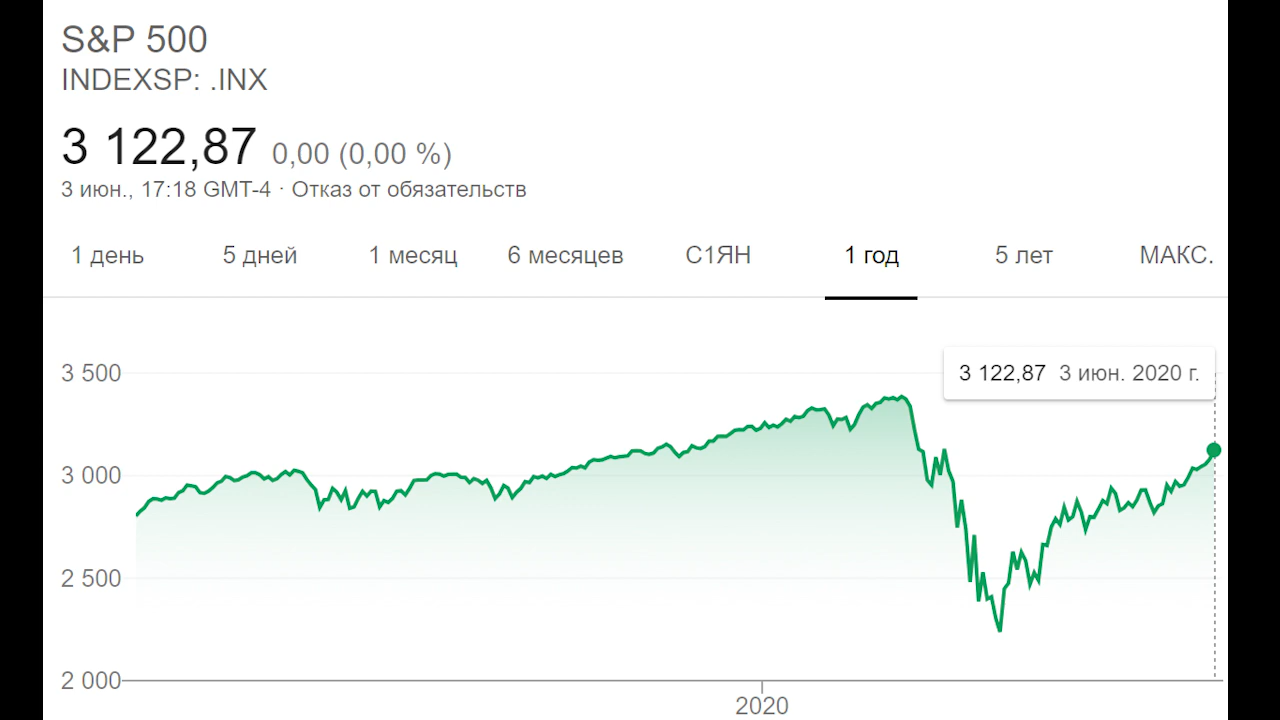 S&P 500
INDEXSP: .INX
3 122,87 0,00 (0,00 %)
3 июн., 17:18 GMT-4 · Отказ от обязательств
1 день 5 дней 1 месяц 6 месяцев С1ЯН 1 год 5 лет МАКС.
3 500
3 122,87 3 июн. 2020 г.
3 000
2 500
2 000
2020